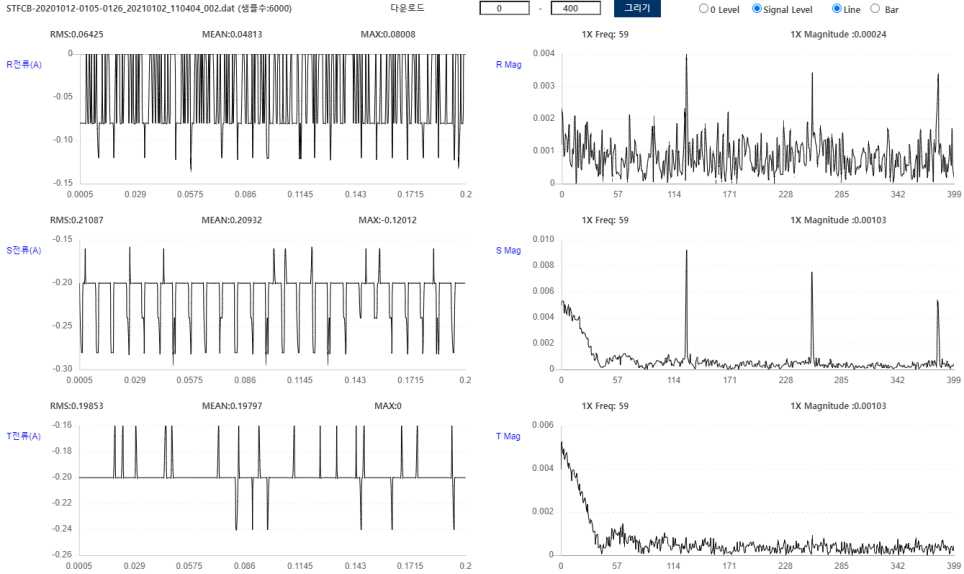 STFCB-20201012-0105-0126_20210102_110404_002.dat (샘플수:6000) 다운로드 0 - 400 그리기 0 Level Signal Level Line Bar
RMS:0.06425 MEAN:0.04813 MAX:0.08008 1X Freq: 59 1X Magnitude :0.00024
R전류(A) R Mag
0 -0.05 -0.10 -0.15
0.0005 0.029 0.0575 0.086 0.1145 0.143 0.1715 0.2
0.004 0.003 0.002 0.001 0
0 57 114 171 228 285 342 399
RMS:0.21087 MEAN:0.20932 MAX:-0.12012 1X Freq: 59 1X Magnitude :0.00103
S전류(A) S Mag
-0.15 -0.20 -0.25 -0.30
0.0005 0.029 0.0575 0.086 0.1145 0.143 0.1715 0.2
0.010 0.008 0.006 0.004 0.002 0
0 57 114 171 228 285 342 399
RMS:0.19853 MEAN:0.19797 MAX:0 1X Freq: 59 1X Magnitude :0.00103
T전류(A) T Mag
-0.16 -0.18 -0.20 -0.22 -0.24 -0.26
0.0005 0.029 0.0575 0.086 0.1145 0.143 0.1715 0.2
0.006 0.004 0.002 0
0 57 114 171 228 285 342 399